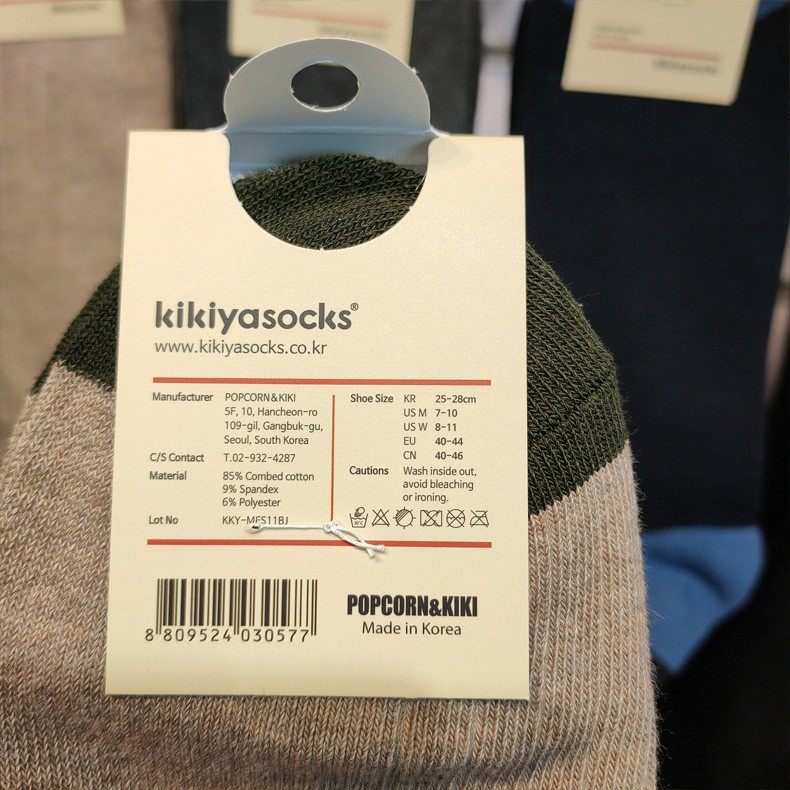 kikiyasocks®
www.kikiyasocks.co.kr
Manufacturer POPCORN&KIKI
5F, 10, Hancheon-ro
109-gil, Gangbuk-gu,
Seoul, South Korea
C/S Contact T.02-932-4287
Material 85% Combed cotton
9% Spandex
6% Polyester
Lot No KKY-MFS11BJ
Shoe Size KR 25-28cm
US M 7-10
US W 8-11
EU 40-44
CN 40-46
Cautions Wash inside out,
avoid bleaching
or ironing.
8 809524 030577
POPCORN&KIKI
Made in Korea